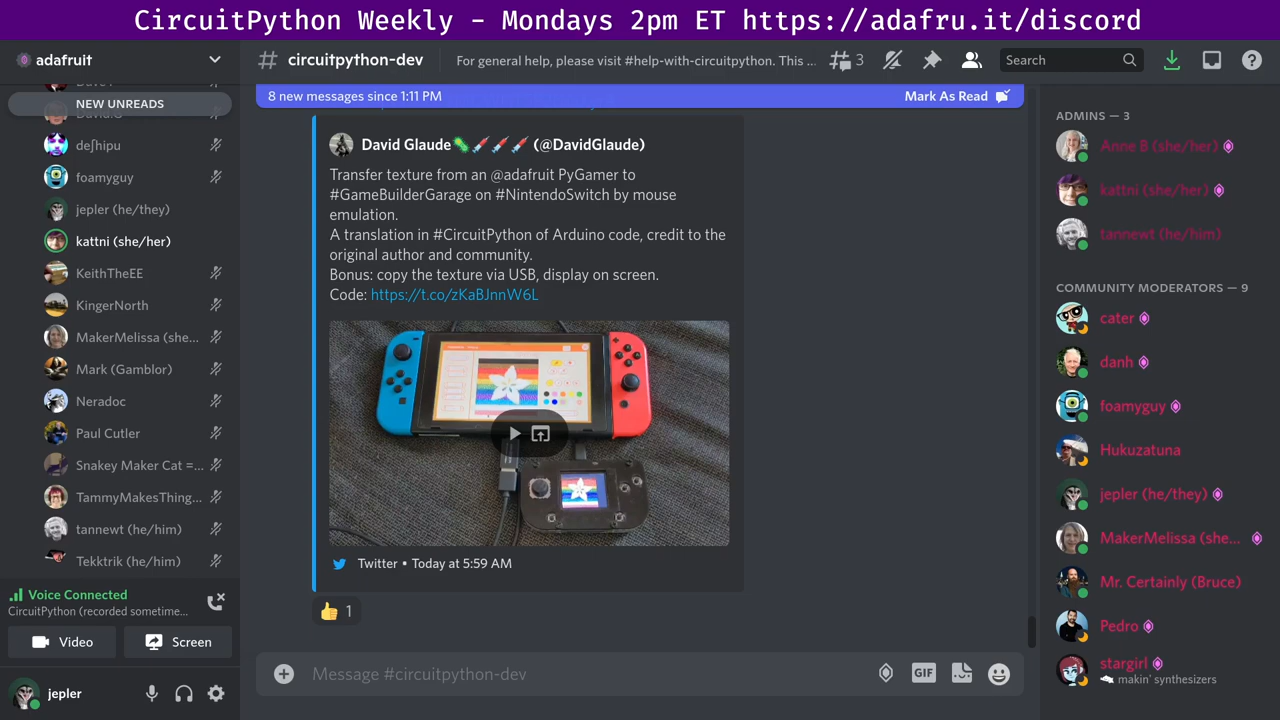 CircuitPython Weekly - Mondays 2pm ET https://adafru.it/discord
adafruit
NEW UNREADS
de∫hipu
foamyguy
jepler (he/they)
kattni (she/her)
KeithTheEE
KingerNorth
MakerMelissa (she...
Mark (Gamblor)
Neradoc
Paul Cutler
Snakey Maker Cat =...
TammyMakesThing...
tannewt (he/him)
Tekktrik (he/him)
Voice Connected
CircuitPython (recorded sometime...
Video
Screen
jepler
circuitpython-dev
For general help, please visit #help-with-circuitpython. This ...
3
Search
8 new messages since 1:11 PM
Mark As Read
David Glaude (@DavidGlaude)
Transfer texture from an @adafruit PyGamer to
#GameBuilderGarage on #NintendoSwitch by mouse
emulation.
A translation in #CircuitPython of Arduino code, credit to the
original author and community.
Bonus: copy the texture via USB, display on screen.
Code: https://t.co/zKaBJnnW6L
Twitter • Today at 5:59 AM
1
Message #circuitpython-dev
GIF
ADMINS — 3
Anne B (she/her)
kattni (she/her)
tannewt (he/him)
COMMUNITY MODERATORS — 9
cater
danh
foamyguy
Hukuzatuna
jepler (he/they)
MakerMelissa (she...
Mr. Certainly (Bruce)
Pedro
stargirl
makin' synthesizers